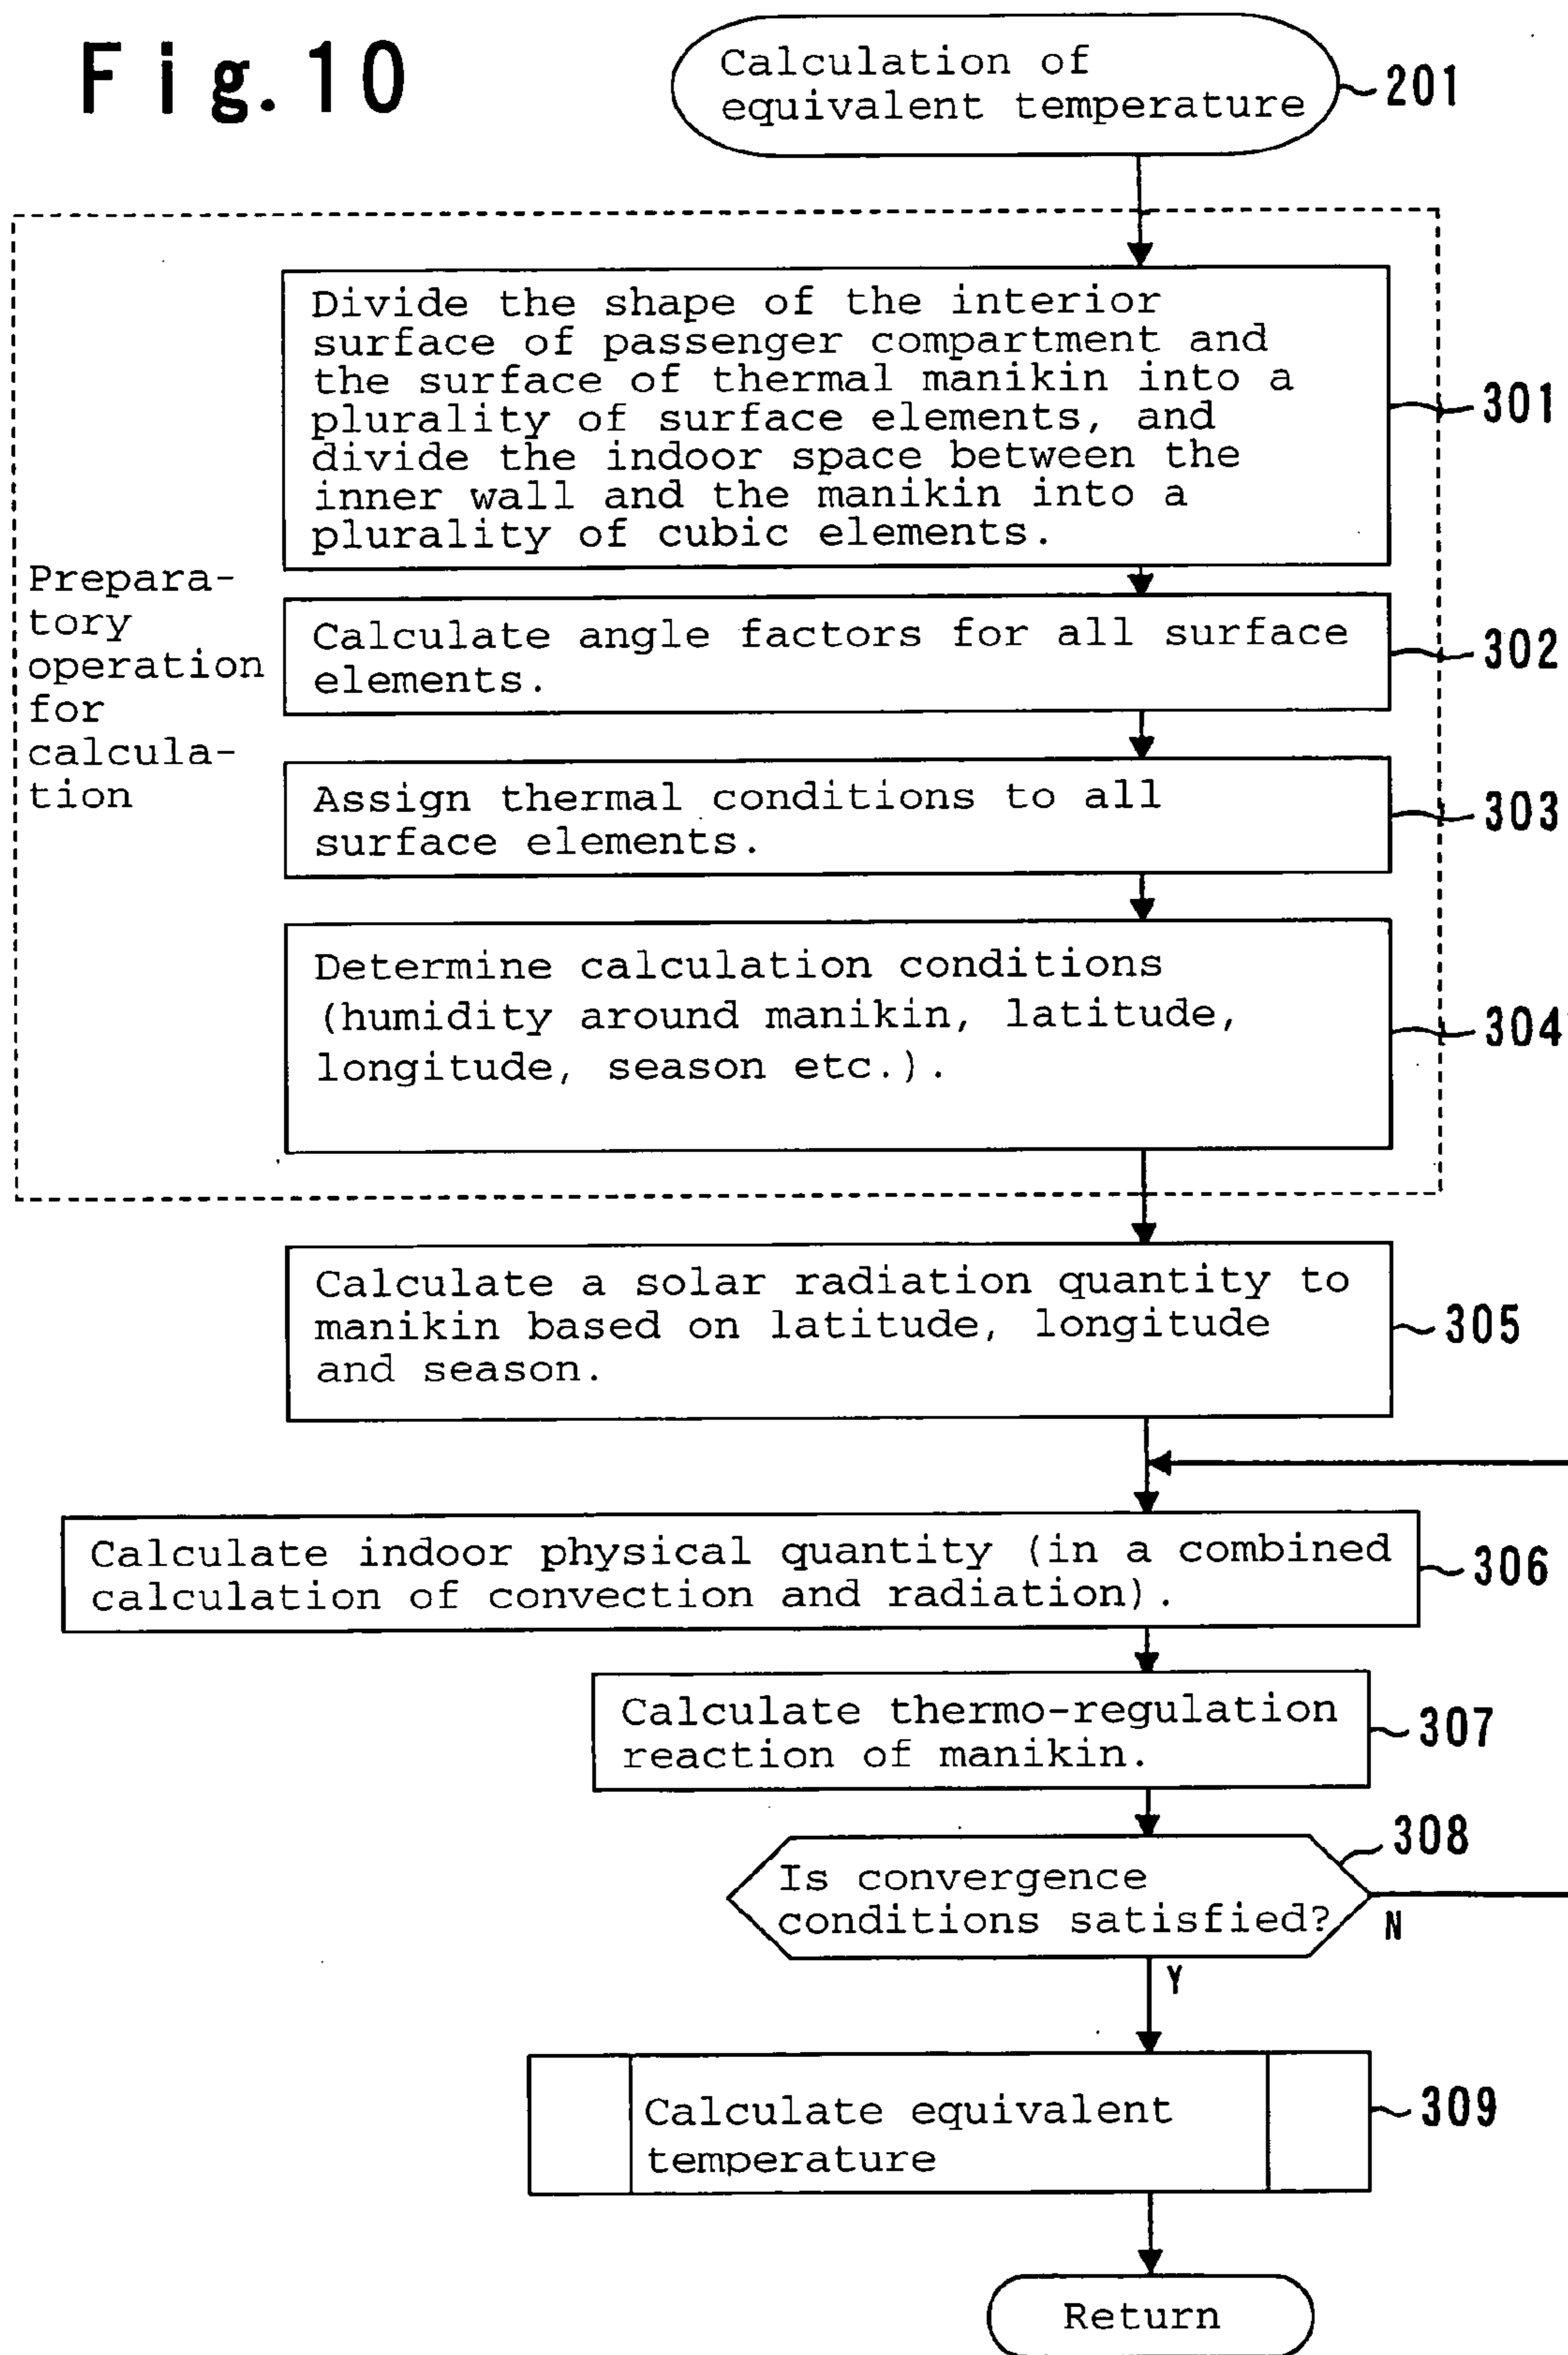 Fig.10
Calculation of
equivalent temperature
201
Divide the shape of the interior
surface of passenger compartment and
the surface of thermal manikin into a
plurality of surface elements, and
divide the indoor space between the
inner wall and the manikin into a
plurality of cubic elements.
301
Prepara-
tory
operation
for
calcula-
tion
Calculate angle factors for all surface
elements.
302
Assign thermal conditions to all
surface elements.
303
Determine calculation conditions
(humidity around manikin, latitude,
longitude, season etc.).
304
Calculate a solar radiation quantity to
manikin based on latitude, longitude
and season.
305
Calculate indoor physical quantity (in a combined
calculation of convection and radiation).
306
Calculate thermo-regulation
reaction of manikin.
307
Is convergence
conditions satisfied?
308
N
Y
Calculate equivalent
temperature
309
Return